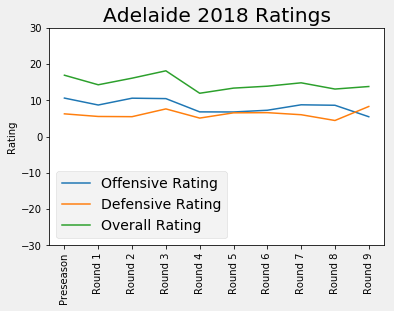 Adelaide 2018 Ratings
30
20
10
0
-10
-20
-30
Rating
Offensive Rating
Defensive Rating
Overall Rating
Preseason
Round 1
Round 2
Round 3
Round 4
Round 5
Round 6
Round 7
Round 8
Round 9